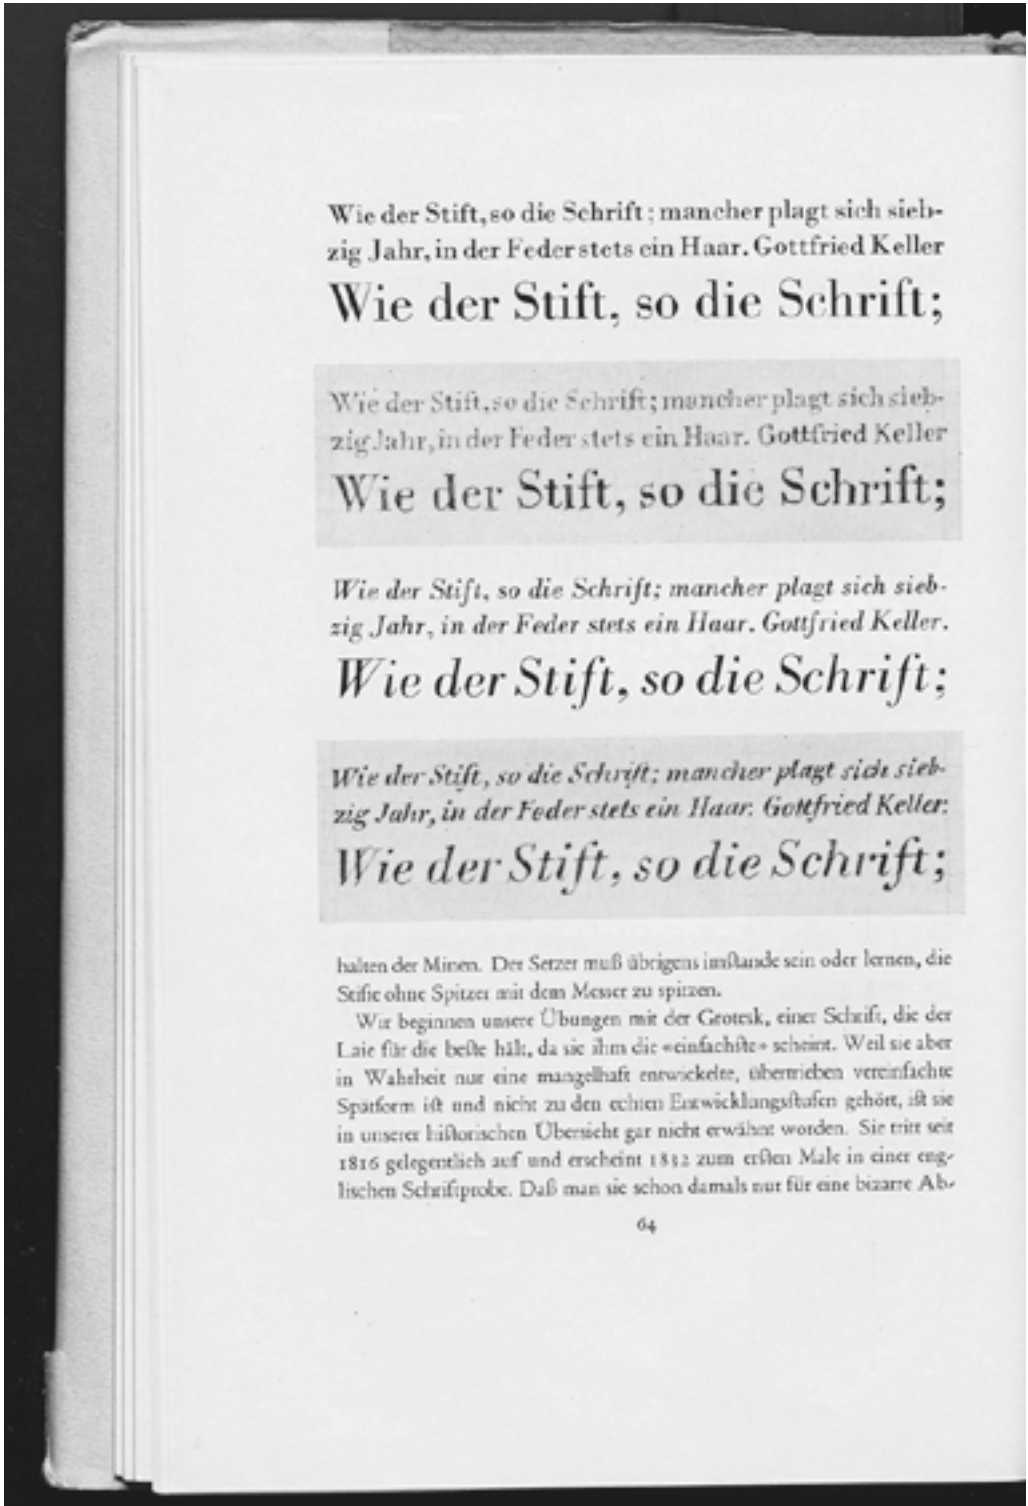 Wie der Stift, so die Schrift; mancher plagt sich sieb-
zig Jahr, in der Feder stets ein Haar. Gottfried Keller
Wie der Stift, so die Schrift;
Wie der Stift, so die Schrift; mancher plagt sich sieb-
zig Jahr, in der Feder stets ein Haar. Gottfried Keller
Wie der Stift, so die Schrift;
Wie der Stift, so die Schrift; mancher plagt sich sieb-
zig Jahr, in der Feder stets ein Haar. Gottfried Keller.
Wie der Stift, so die Schrift;
Wie der Stift, so die Schrift; mancher plagt sich sieb-
zig Jahr, in der Feder stets ein Haar. Gottfried Keller.
Wie der Stift, so die Schrift;
halten der Minen. Der Setzer muß übrigens imstande sein oder lernen, die
Stifte ohne Spitzer mit dem Messer zu spitzen.
Wir beginnen unsere Übungen mit der Grotesk, einer Schrift, die der
Laie für die beste hält, da sie ihm die «einfachste» scheint. Weil sie aber
in Wahrheit nur eine mangelhaft entwickelte, übertrieben vereinfachte
Spätform ist und nicht zu den echten Entwicklungsstufen gehört, ist sie
in unserer historischen Übersicht gar nicht erwähnt worden. Sie tritt seit
1816 gelegentlich auf und erscheint 1832 zum ersten Male in einer eng-
lischen Schriftprobe. Daß man sie schon damals nur für eine bizarre Ab-
64